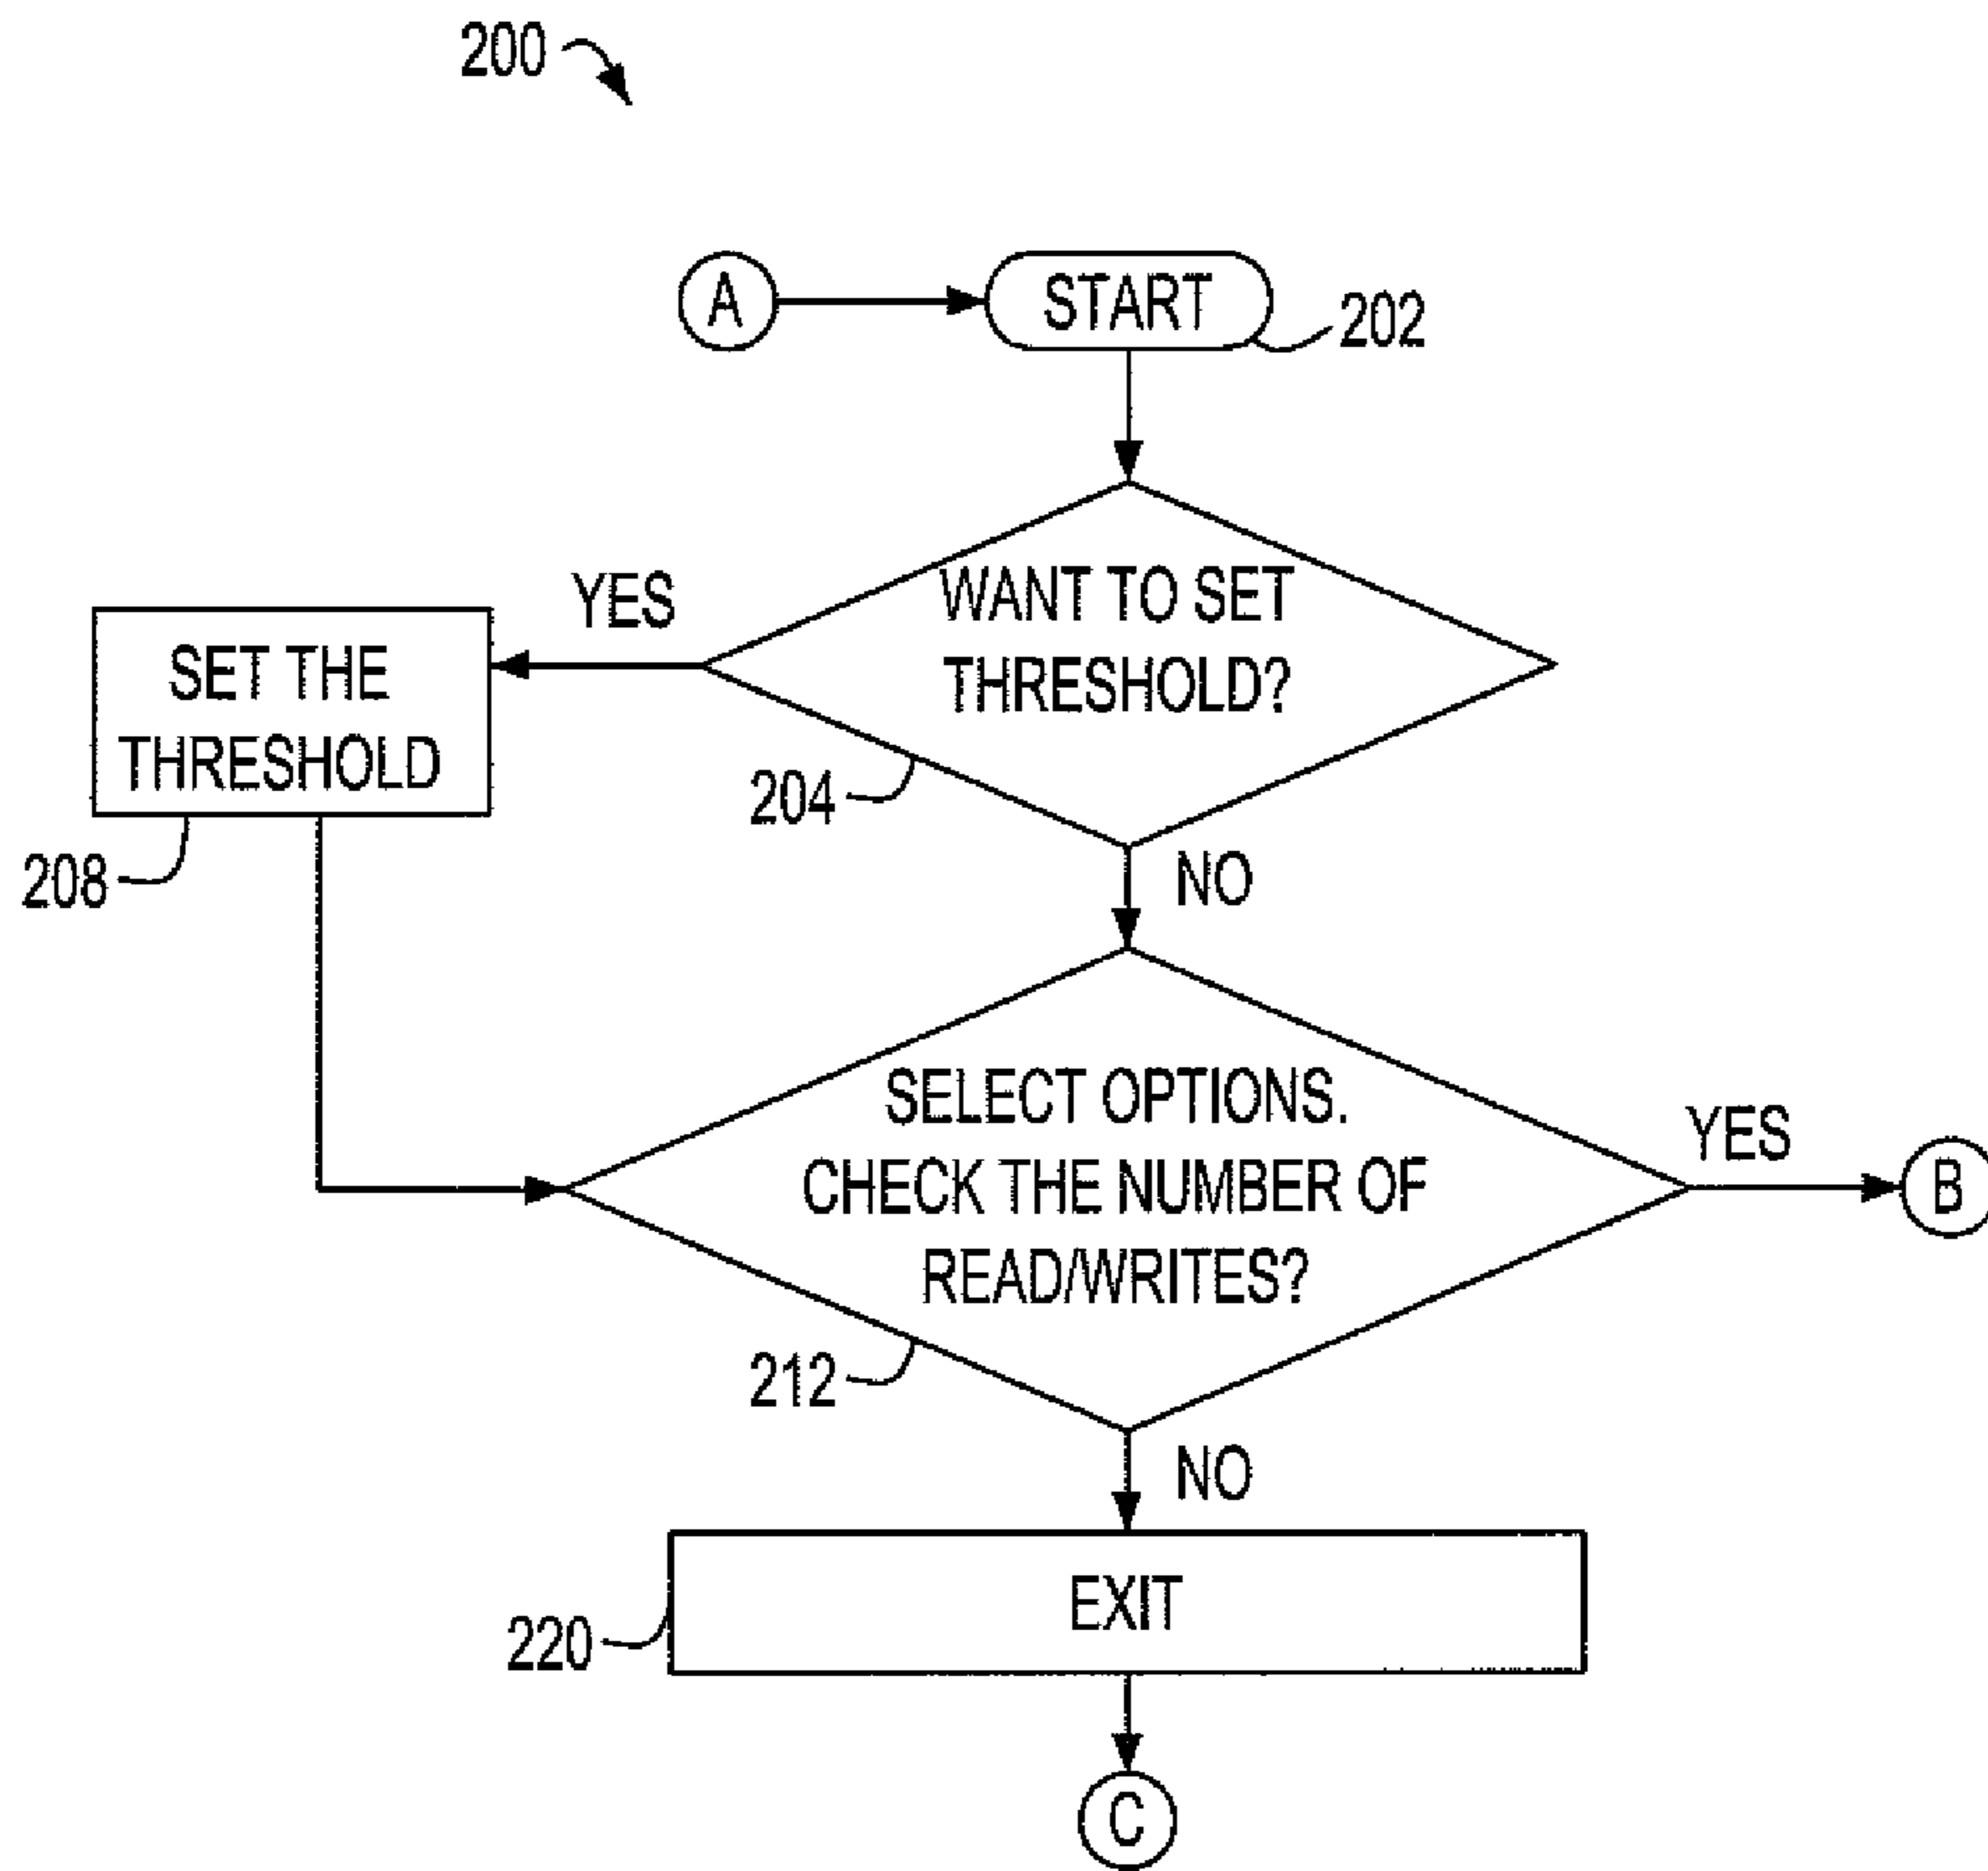 200
A
START
202
WANT TO SET
THRESHOLD?
YES
SET THE
THRESHOLD
204
208
NO
SELECT OPTIONS.
CHECK THE NUMBER OF
READ/WRITES?
YES
B
212
NO
EXIT
220
C